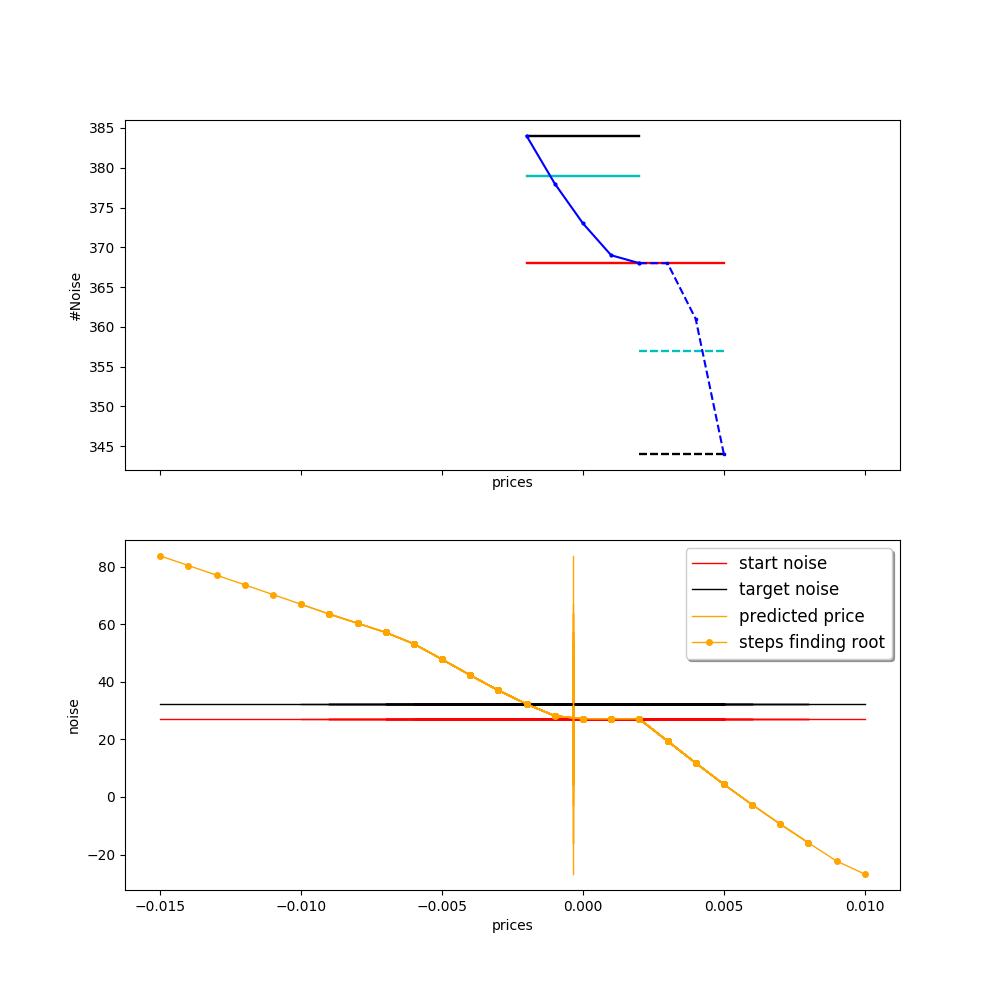 385
380
375
370
365
360
355
350
345
#Noise
prices
80
60
40
20
0
−20
noise
start noise
target noise
predicted price
steps finding root
−0.015
−0.010
−0.005
0.000
0.005
0.010
prices